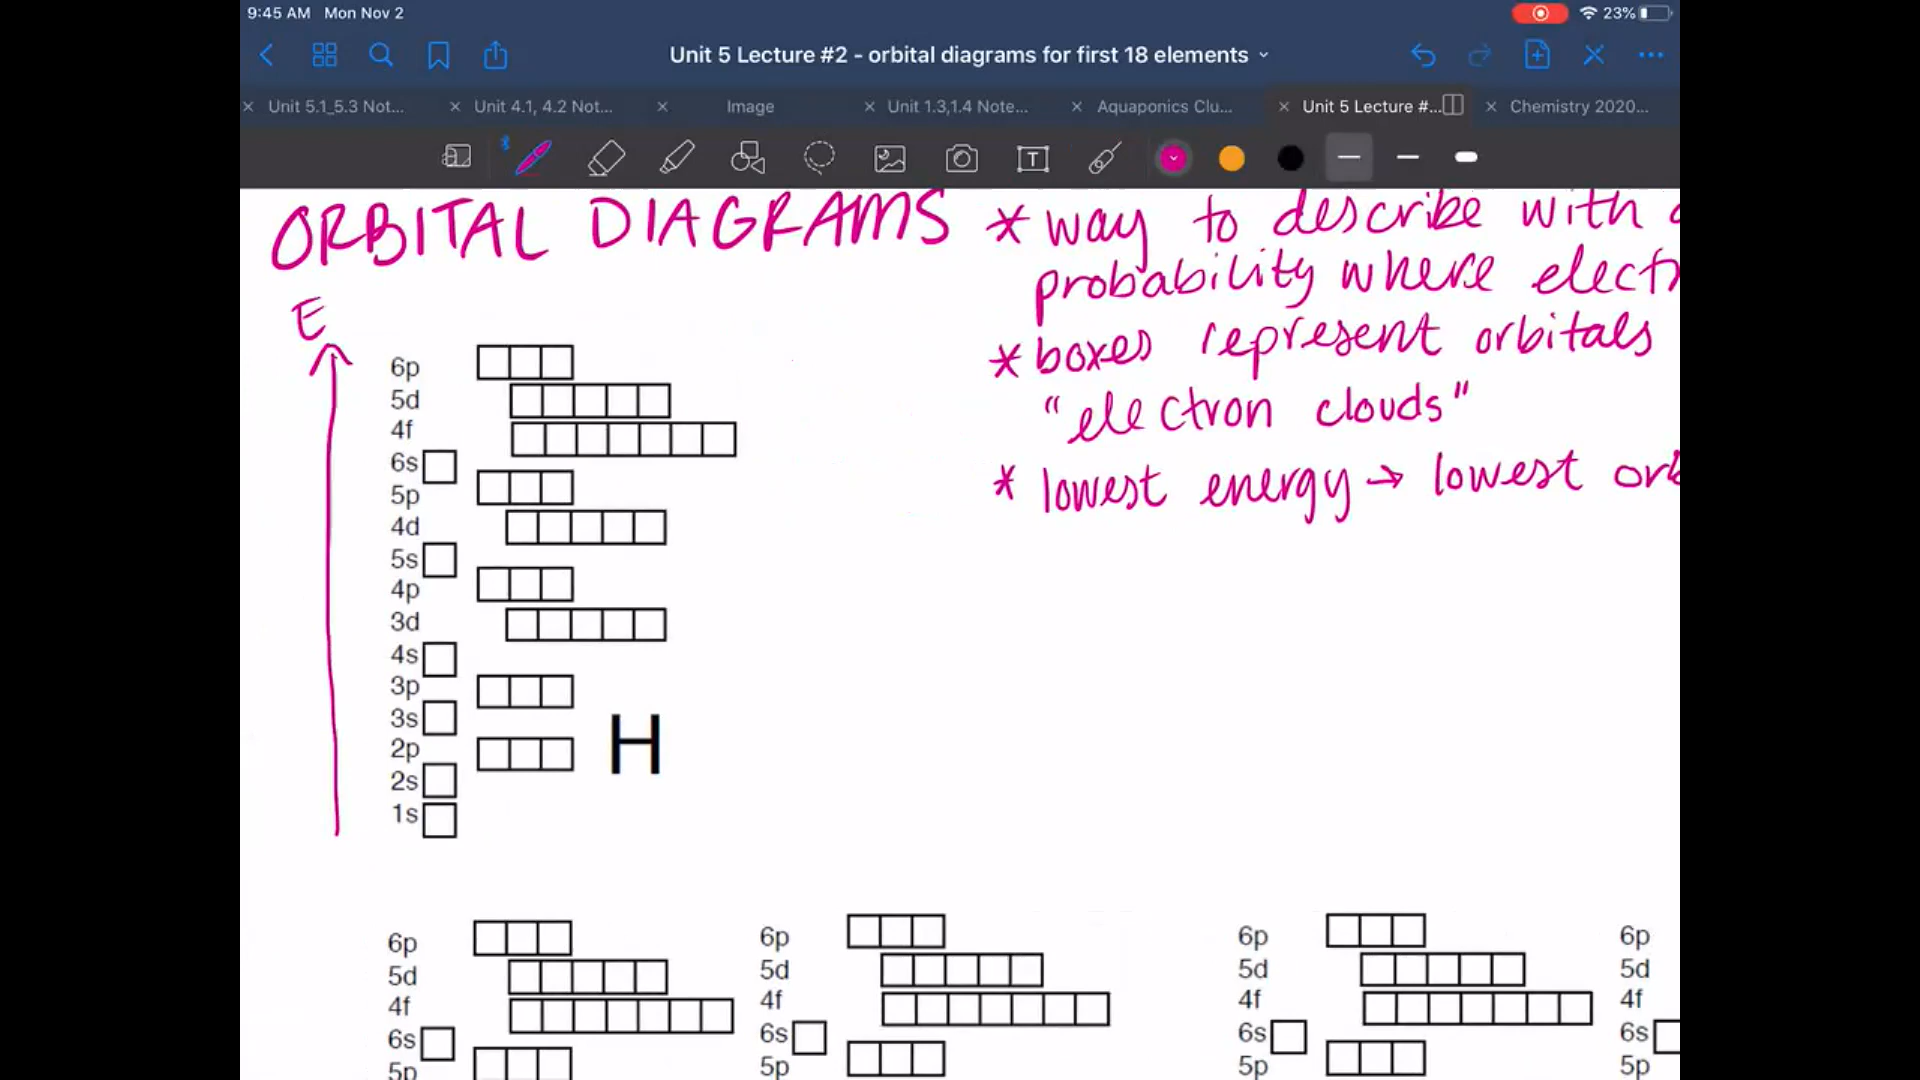 9:45 AM Mon Nov 2
23%
Unit 5 Lecture #2 - orbital diagrams for first 18 elements
Unit 5.1_5.3 Not...
Unit 4.1, 4.2 Not...
Image
Unit 1.3,1.4 Note...
Aquaponics Clu...
Unit 5 Lecture #...
Chemistry 2020...
T
ORBITAL DIAGRAMS
* way to describe with
probability where electr
* boxes represent orbitals
"electron clouds"
* lowest energy → lowest orb
E
6p
5d
4f
6s
5p
4d
5s
4p
3d
4s
3p
3s
2p
2s
1s
H
6p
5d
4f
6s
5p
6p
5d
4f
6s
5p
6p
5d
4f
6s
5p
6p
5d
4f
6s
5p